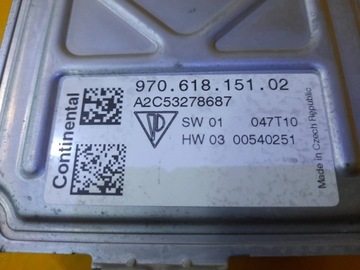 Continental
970.618.151.02
A2C53278687
SW 01 047T10
HW 03 00540251
Made in Czech Republic